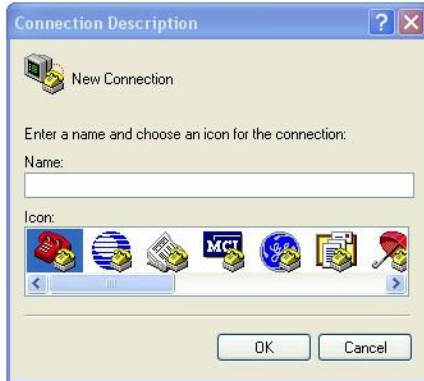 Connection Description
New Connection
Enter a name and choose an icon for the connection:
Name:
Icon:
MCI
OK Cancel